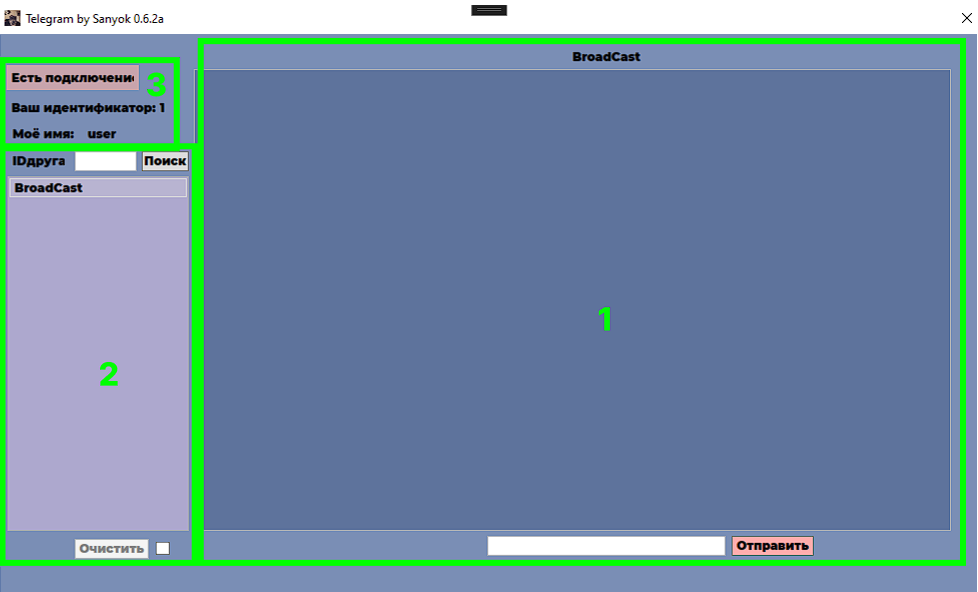 Telegram by Sanyok 0.6.2a
BroadCast
Есть подключение
3
Ваш идентификатор: 1
Моё имя: user
IDдруга Поиск
BroadCast
1
2
Очистить
Отправить